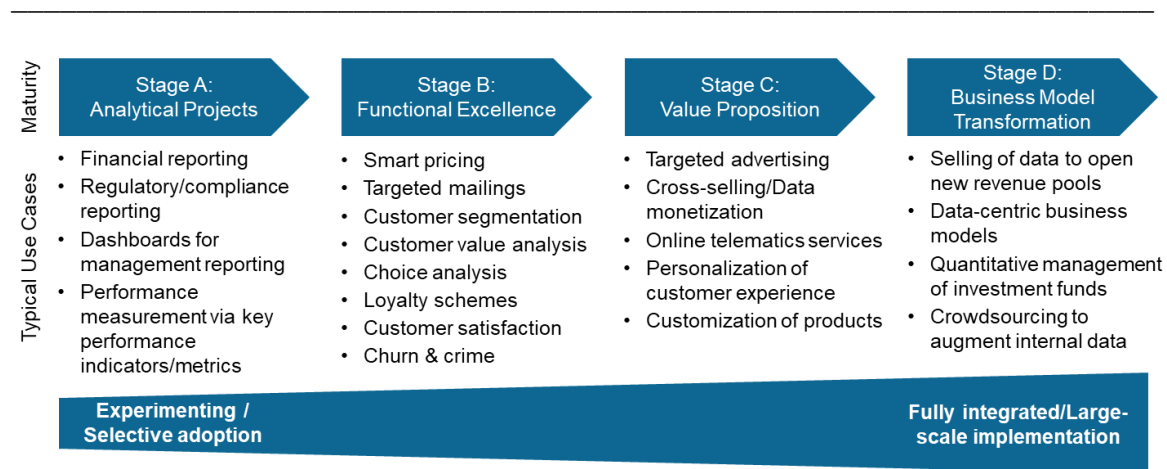 Maturity
Stage A:
Analytical Projects
Stage B:
Functional Excellence
Stage C:
Value Proposition
Stage D:
Business Model
Transformation
Typical Use Cases
• Financial reporting
• Regulatory/compliance
reporting
• Dashboards for
management reporting
• Performance
measurement via key
performance
indicators/metrics
• Smart pricing
• Targeted mailings
• Customer segmentation
• Customer value analysis
• Choice analysis
• Loyalty schemes
• Customer satisfaction
• Churn & crime
• Targeted advertising
• Cross-selling/Data
monetization
• Online telematics services
• Personalization of
customer experience
• Customization of products
• Selling of data to open
new revenue pools
• Data-centric business
models
• Quantitative management
of investment funds
• Crowdsourcing to
augment internal data
Experimenting /
Selective adoption
Fully integrated/Large-
scale implementation